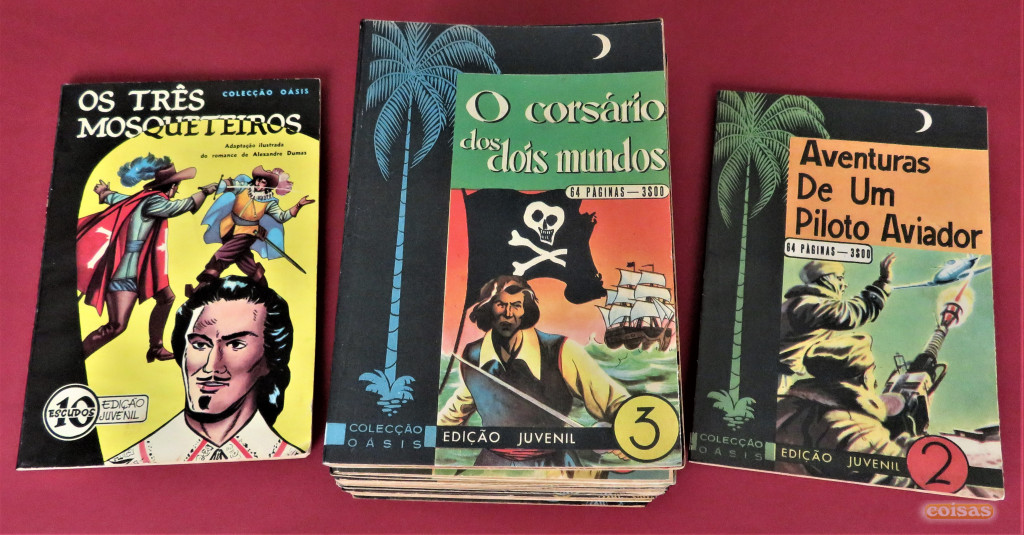 OS TRÊS
MOSQUETEIROS
COLECÇÃO OÁSIS
Adaptação ilustrada
do romance de Alexandre Dumas
10
ESCUDOS
EDIÇÃO
JUVENIL
O corsário
dos dois mundos
64 PÁGINAS — 3$00
COLECÇÃO
OÁSIS
EDIÇÃO JUVENIL
3
Aventuras
De Um
Piloto Aviador
64 PÁGINAS — 3$00
COLECÇÃO
OÁSIS
EDIÇÃO JUVENIL
2
coisas